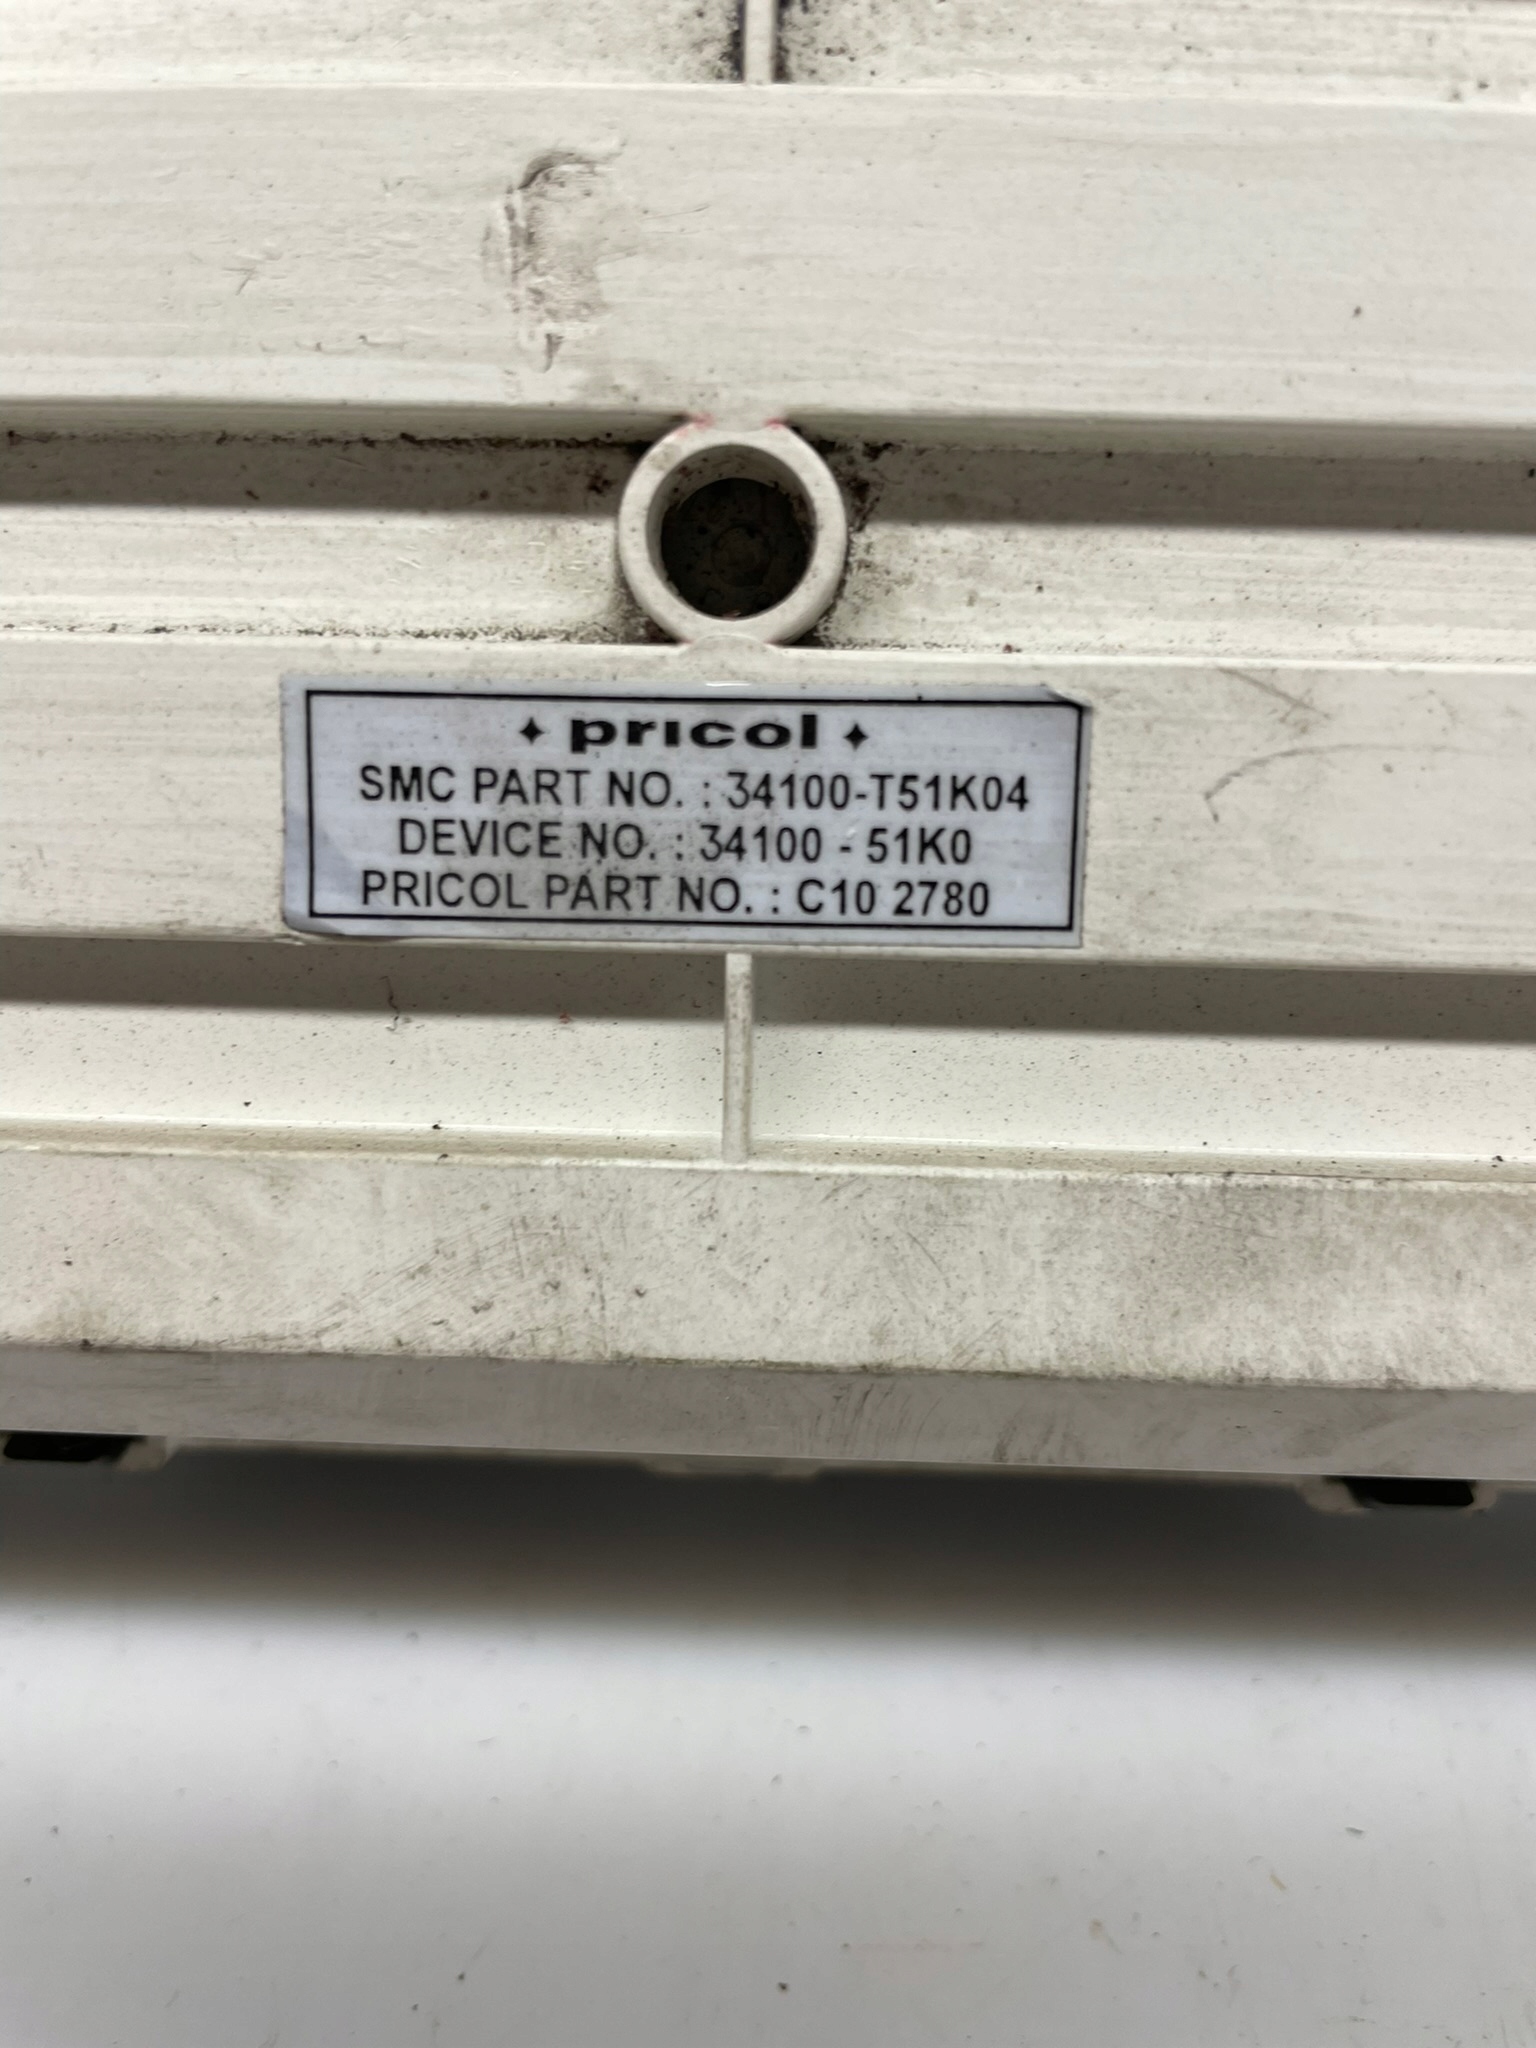 pricol
SMC PART NO. : 34100-T51K04
DEVICE NO. : 34100 - 51K0
PRICOL PART NO. : C10 2780